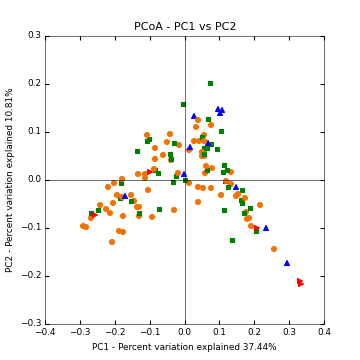 PCoA - PC1 vs PC2
0.3
0.2
0.1
0.0
−0.1
−0.2
−0.3
PC2 - Percent variation explained 10.81%
−0.4 −0.3 −0.2 −0.1 0.0 0.1 0.2 0.3 0.4
PC1 - Percent variation explained 37.44%